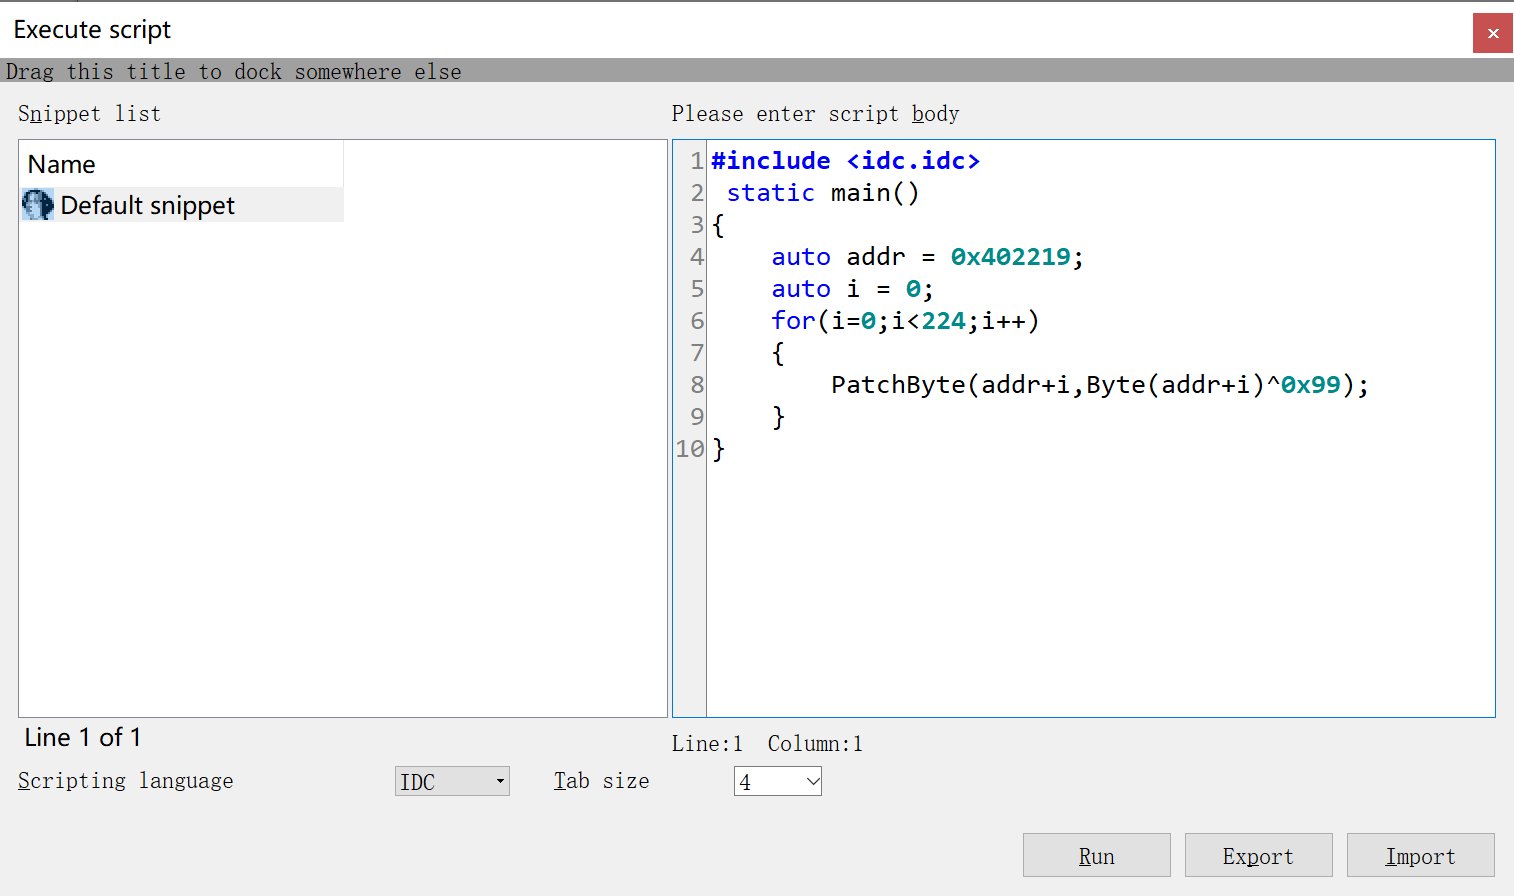 Execute script
Drag this title to dock somewhere else
Snippet list
Name
Default snippet
Line 1 of 1
Please enter script body
1 #include <idc.idc>
2  static main()
3 {
4     auto addr = 0x402219;
5     auto i = 0;
6     for(i=0;i<224;i++)
7     {
8         PatchByte(addr+i,Byte(addr+i)^0x99);
9     }
10 }
Line:1  Column:1
Scripting language IDC Tab size 4
Run Export Import